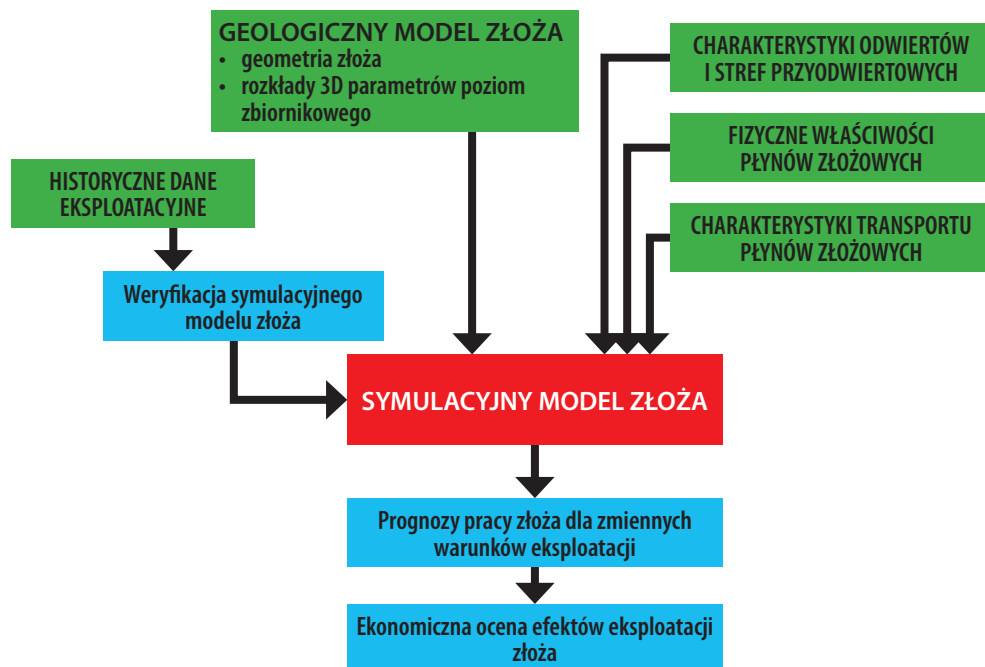 GEOLOGICZNY MODEL ZŁOŻA
• geometria złoża
• rozkłady 3D parametrów poziom
zbiornikowego
CHARAKTERYSTYKI ODWIERTÓW
I STREF PRZYODWIERTOWYCH
FIZYCZNE WŁAŚCIWOŚCI
PŁYNÓW ZŁOŻOWYCH
HISTORYCZNE DANE
EKSPLOATACYJNE
CHARAKTERYSTYKI TRANSPORTU
PŁYNÓW ZŁOŻOWYCH
Weryfikacja symulacyjnego
modelu złoża
SYMULACYJNY MODEL ZŁOŻA
Prognozy pracy złoża dla zmiennych
warunków eksploatacji
Ekonomiczna ocena efektów eksploatacji
złoża